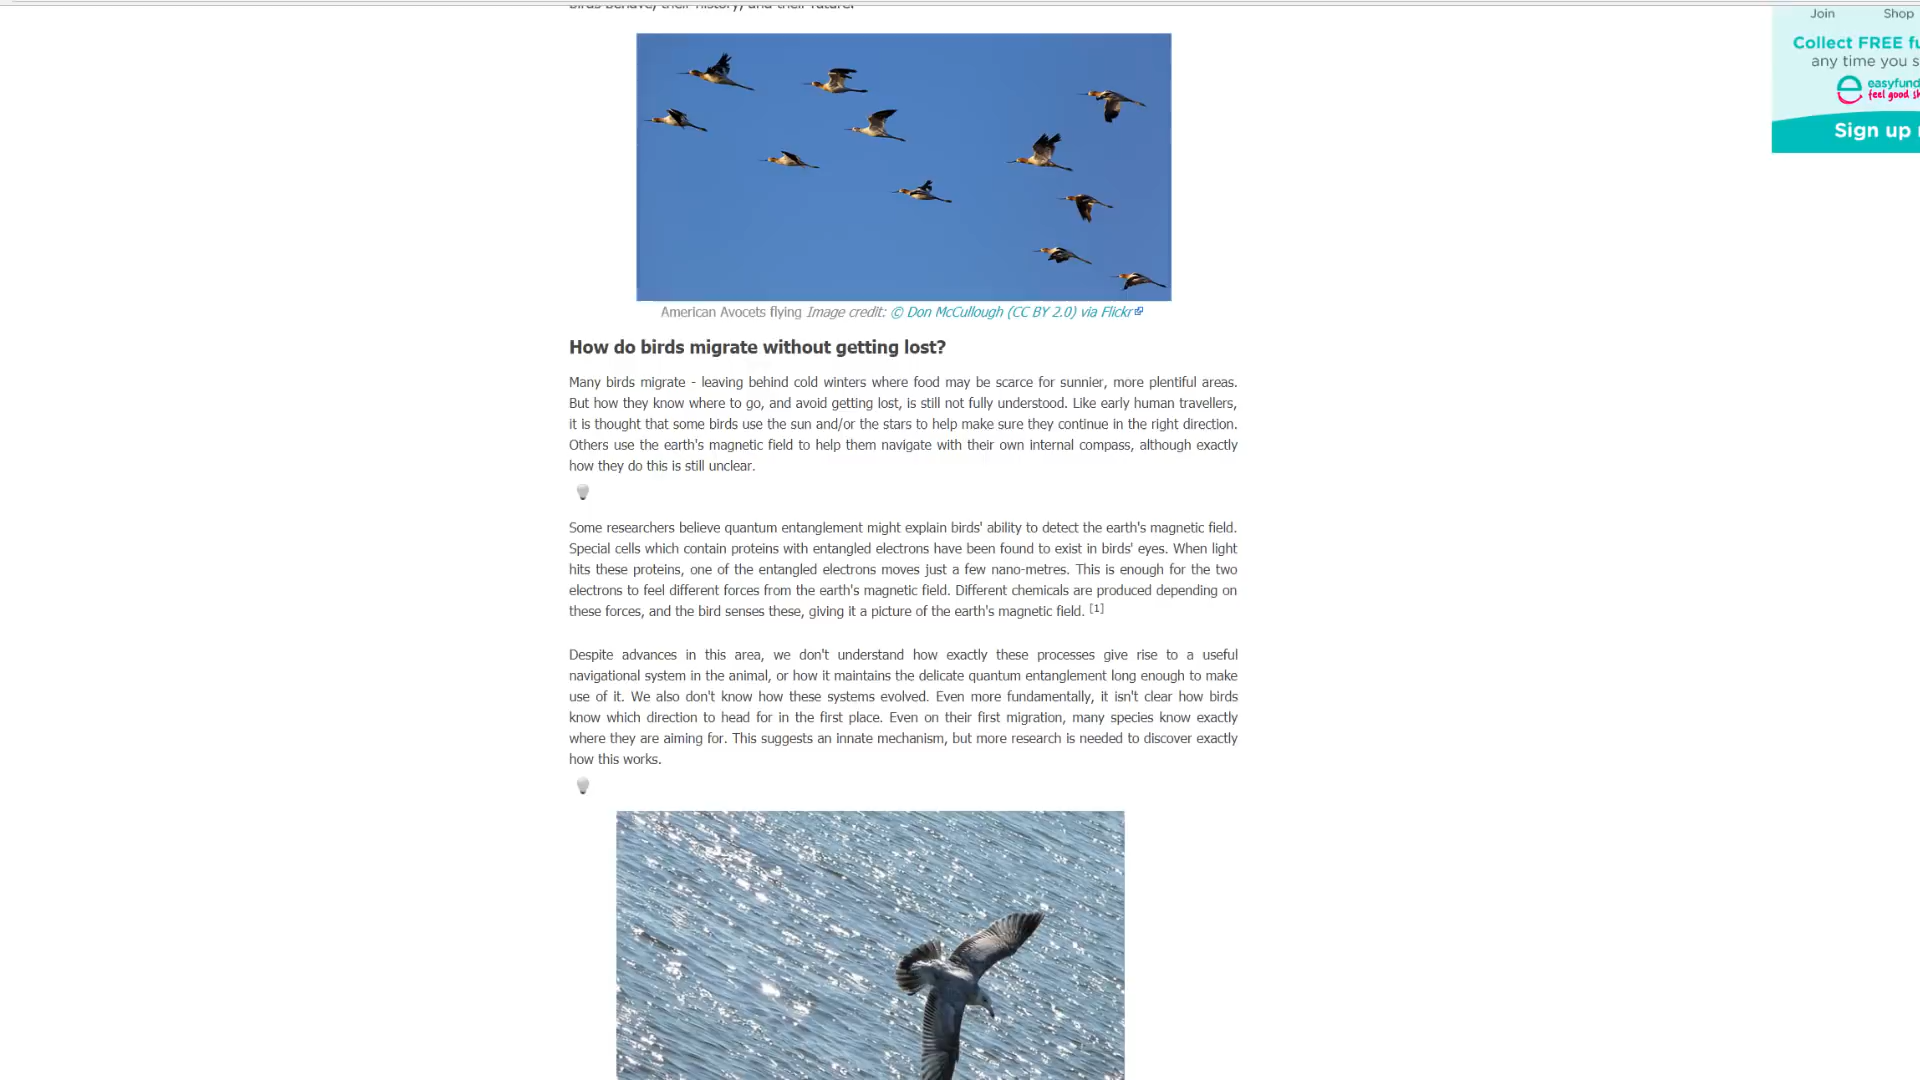 birds behave, their history, and their future.
Join Shop
Collect FREE fu
any time you s
easyfund
feel good sh
Sign up
American Avocets flying Image credit: © Don McCullough (CC BY 2.0) via Flickr
How do birds migrate without getting lost?
Many birds migrate - leaving behind cold winters where food may be scarce for sunnier, more plentiful areas.
But how they know where to go, and avoid getting lost, is still not fully understood. Like early human travellers,
it is thought that some birds use the sun and/or the stars to help make sure they continue in the right direction.
Others use the earth's magnetic field to help them navigate with their own internal compass, although exactly
how they do this is still unclear.
Some researchers believe quantum entanglement might explain birds' ability to detect the earth's magnetic field.
Special cells which contain proteins with entangled electrons have been found to exist in birds' eyes. When light
hits these proteins, one of the entangled electrons moves just a few nano-metres. This is enough for the two
electrons to feel different forces from the earth's magnetic field. Different chemicals are produced depending on
these forces, and the bird senses these, giving it a picture of the earth's magnetic field. [1]
Despite advances in this area, we don't understand how exactly these processes give rise to a useful
navigational system in the animal, or how it maintains the delicate quantum entanglement long enough to make
use of it. We also don't know how these systems evolved. Even more fundamentally, it isn't clear how birds
know which direction to head for in the first place. Even on their first migration, many species know exactly
where they are aiming for. This suggests an innate mechanism, but more research is needed to discover exactly
how this works.